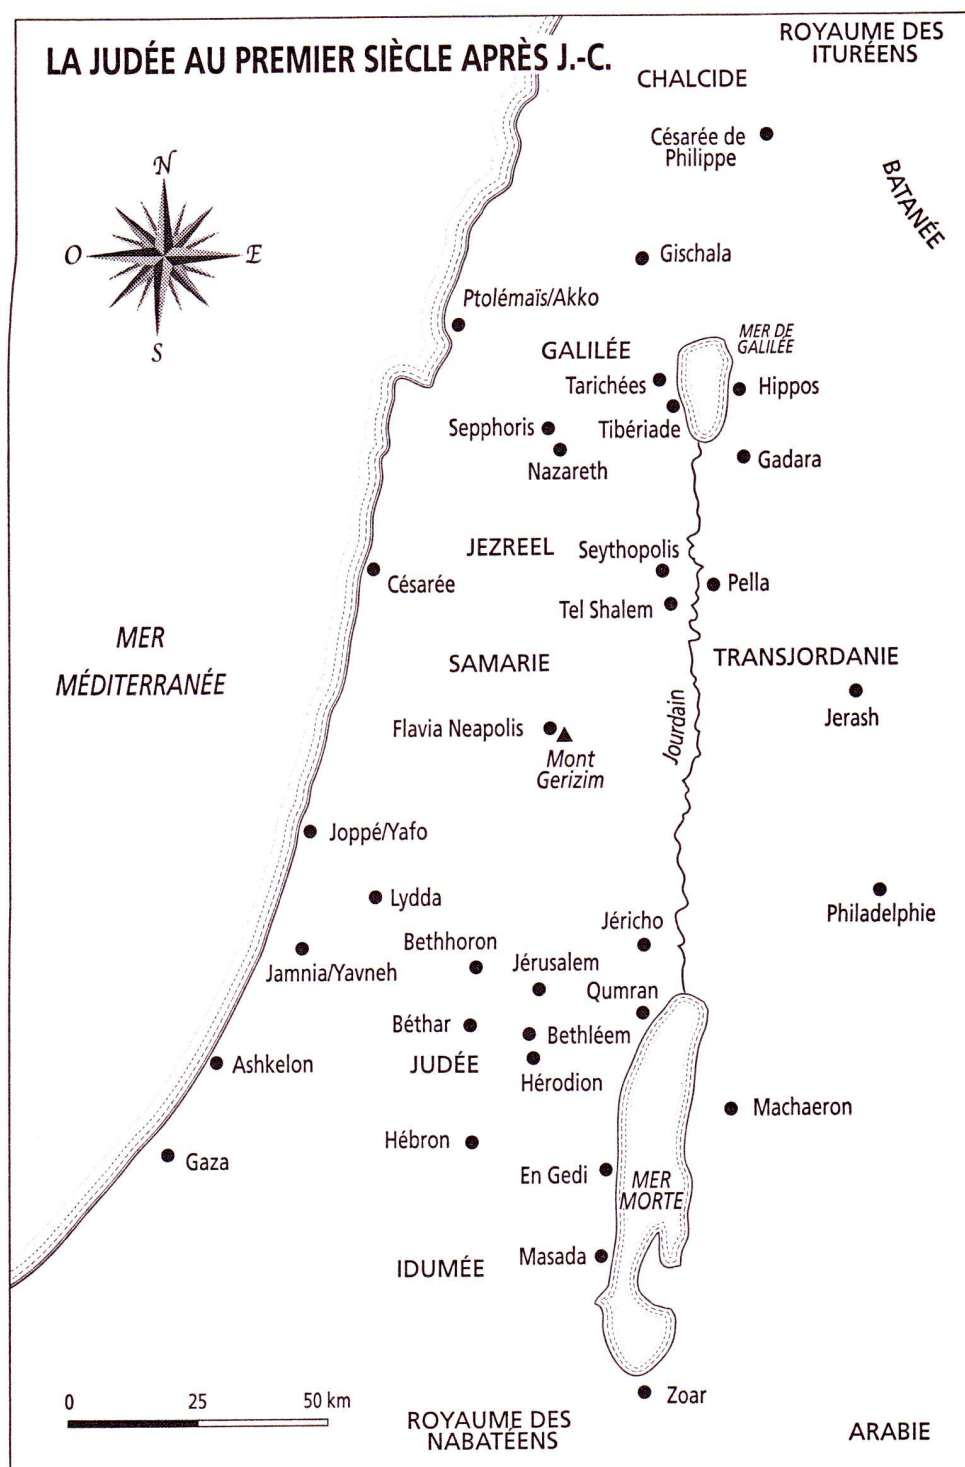 LA JUDÉE AU PREMIER SIÈCLE APRÈS J.-C.
ROYAUME DES
ITURÉENS
CHALCIDE
Césarée de
Philippe
BATANÉE
N
O
E
S
Gischala
Ptolémaïs/Akko
MER DE
GALILÉE
GALILÉE
Tarichées
Hippos
Sepphoris
Tibériade
Nazareth
Gadara
JEZREEL
Seythopolis
Césarée
Pella
Tel Shalem
MER
MÉDITERRANÉE
SAMARIE
TRANSJORDANIE
Jerash
Jourdain
Flavia Neapolis
Mont
Gerizim
Joppé/Yafo
Lydda
Philadelphie
Jéricho
Bethhoron
Jamnia/Yavneh
Jérusalem
Qumran
Béthar
Bethléem
Ashkelon
JUDÉE
Hérodion
Machaeron
Hébron
Gaza
En Gedi
MER
MORTE
Masada
IDUMÉE
Zoar
0 25 50 km
ROYAUME DES
NABATÉENS
ARABIE